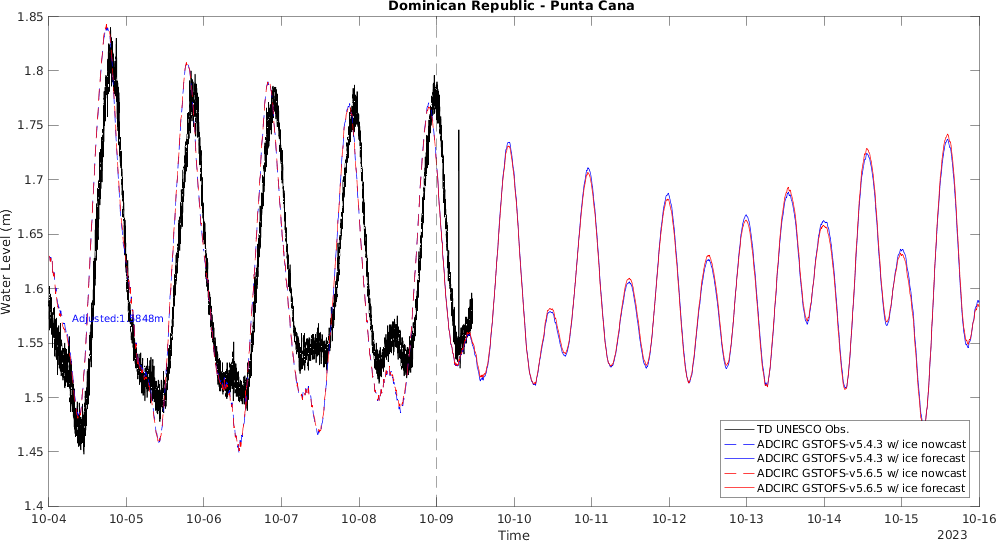 Dominican Republic - Punta Cana
1.85
1.8
1.75
1.7
1.65
1.6
1.55
1.5
1.45
1.4
Water Level (m)
Adjusted:1. 848m
TD UNESCO Obs.
ADCIRC GSTOFS-v5.4.3 w/ ice nowcast
ADCIRC GSTOFS-v5.4.3 w/ ice forecast
ADCIRC GSTOFS-v5.6.5 w/ ice nowcast
ADCIRC GSTOFS-v5.6.5 w/ ice forecast
10-04 10-05 10-06 10-07 10-08 10-09 10-10 10-11 10-12 10-13 10-14 10-15 10-16
Time
2023